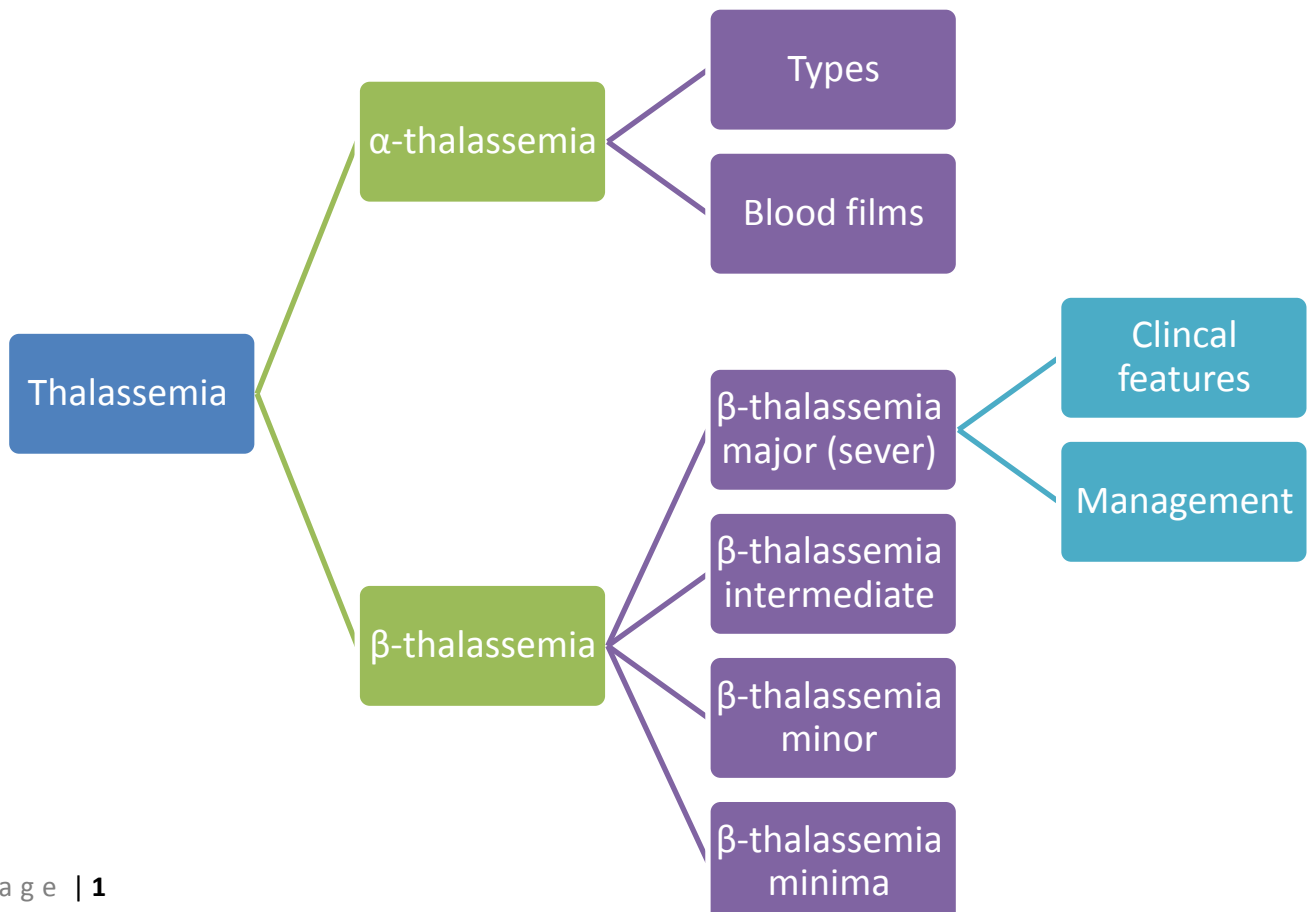 Types
α-thalassemia
Blood films
Thalassemia
Clincal
features
β-thalassemia
major (sever)
Management
β-thalassemia
intermediate
β-thalassemia
β-thalassemia
minor
β-thalassemia
minima
a g e | 1